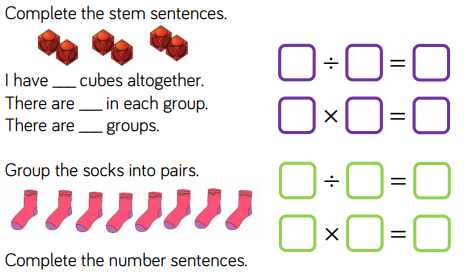 Complete the stem sentences.
I have ___ cubes altogether.
There are ___ in each group.
There are ___ groups.
□ ÷ □ = □
□ × □ = □
Group the socks into pairs.
□ ÷ □ = □
□ × □ = □
Complete the number sentences.